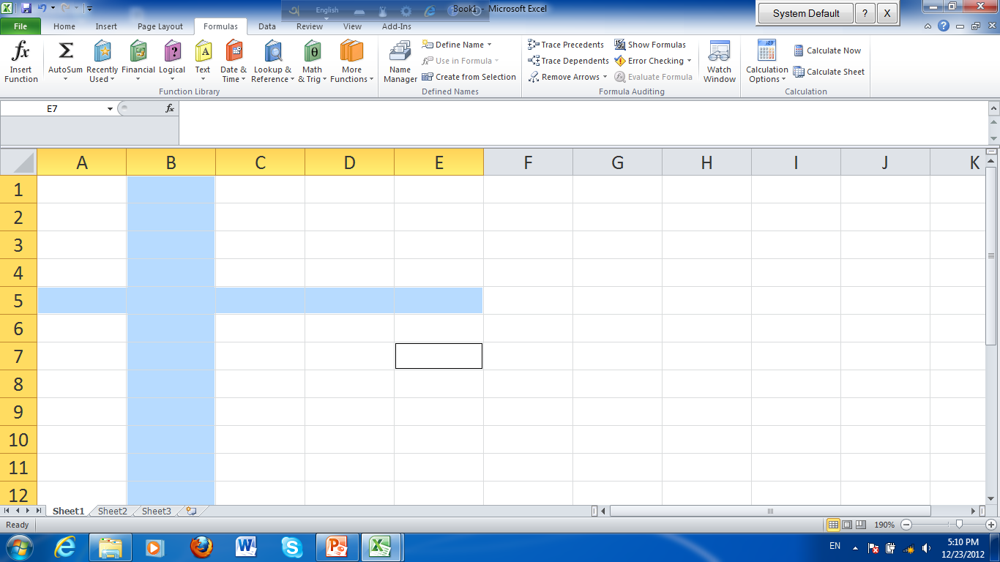 English
Book1 - Microsoft Excel
System Default ? X
File Home Insert Page Layout Formulas Data Review View Add-Ins
fx Insert Function
Σ AutoSum
Recently Used
Financial
? Logical
A Text
Date & Time
Lookup & Reference
θ Math & Trig
More Functions
Function Library
Name Manager
Define Name
Use in Formula
Create from Selection
Defined Names
Trace Precedents
Trace Dependents
Remove Arrows
Show Formulas
Error Checking
Evaluate Formula
Formula Auditing
Watch Window
Calculation Options
Calculate Now
Calculate Sheet
Calculation
E7 fx
A B C D E F G H I J K
1
2
3
4
5
6
7
8
9
10
11
12
Sheet1 Sheet2 Sheet3
Ready 190%
EN 5:10 PM
12/23/2012